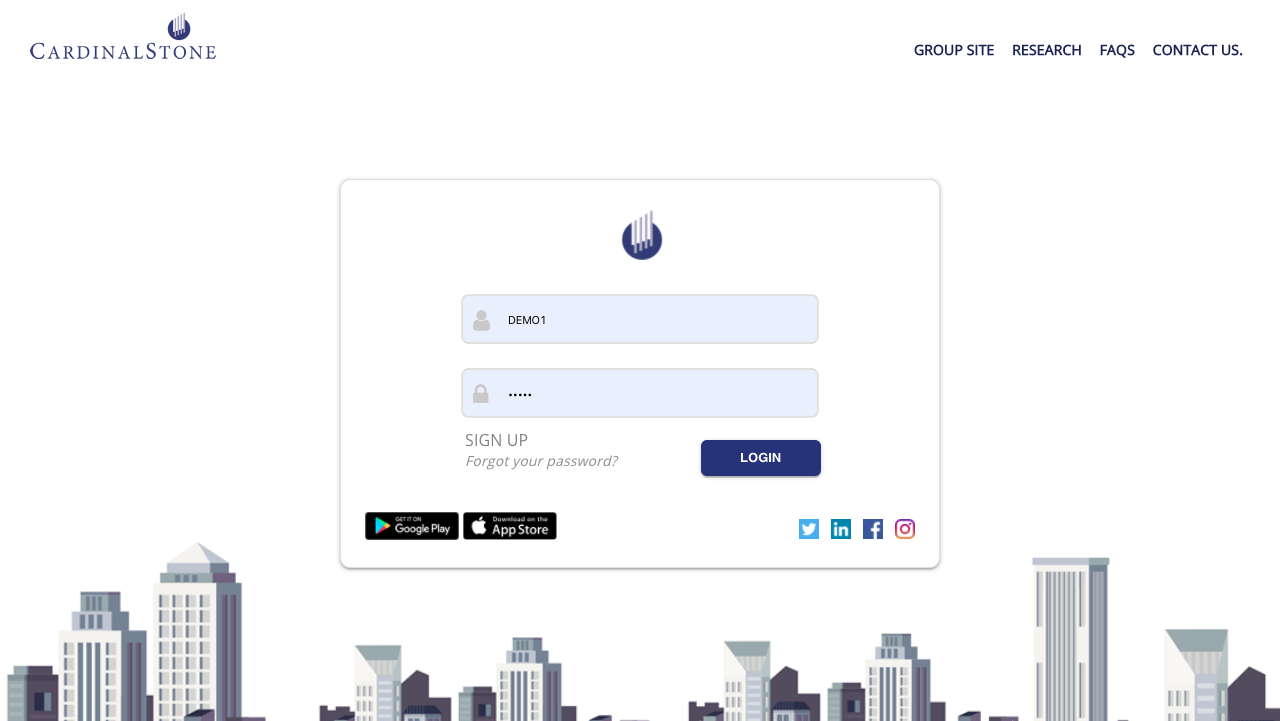 CARDINALSTONE
GROUP SITE RESEARCH FAQS CONTACT US.
DEMO1
•••••
SIGN UP
Forgot your password?
LOGIN
GET IT ON
Google Play
Download on the
App Store
in